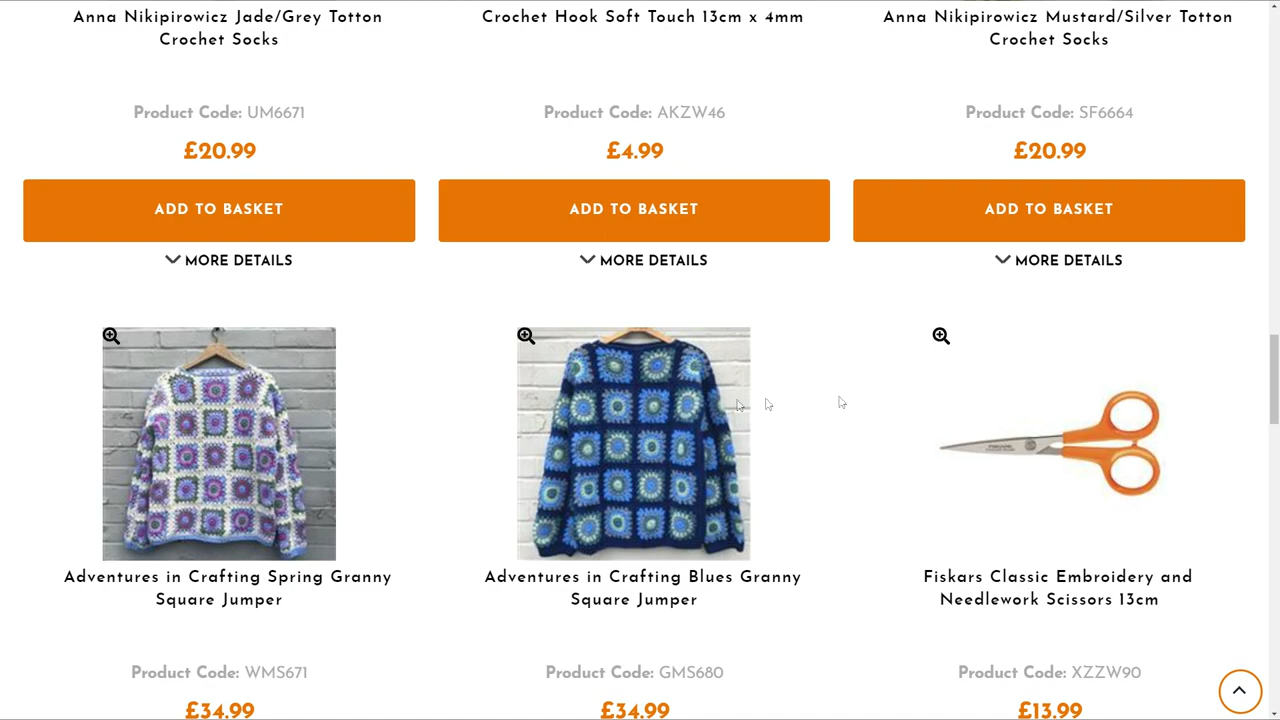 Anna Nikipirowicz Jade/Grey Totton
Crochet Socks
Product Code: UM6671
£20.99
ADD TO BASKET
MORE DETAILS
Crochet Hook Soft Touch 13cm x 4mm
Product Code: AKZW46
£4.99
ADD TO BASKET
MORE DETAILS
Anna Nikipirowicz Mustard/Silver Totton
Crochet Socks
Product Code: SF6664
£20.99
ADD TO BASKET
MORE DETAILS
Adventures in Crafting Spring Granny
Square Jumper
Product Code: WMS671
£34.99
Adventures in Crafting Blues Granny
Square Jumper
Product Code: GMS680
£34.99
Fiskars Classic Embroidery and
Needlework Scissors 13cm
Product Code: XZZW90
£13.99